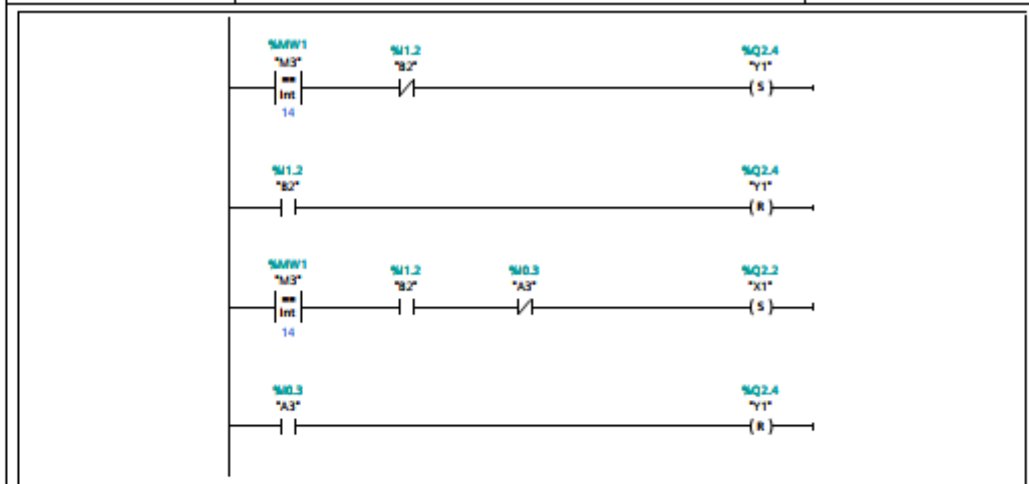 %MW1 %I1.2 %Q2.4
"M3" "B2" "Y1"
== ( S )
Int
14
%I1.2 %Q2.4
"B2" "Y1"
( R )
%MW1 %I1.2 %I0.3 %Q2.2
"M3" "B2" "A3" "X1"
== ( S )
Int
14
%I0.3 %Q2.4
"A3" "Y1"
( R )